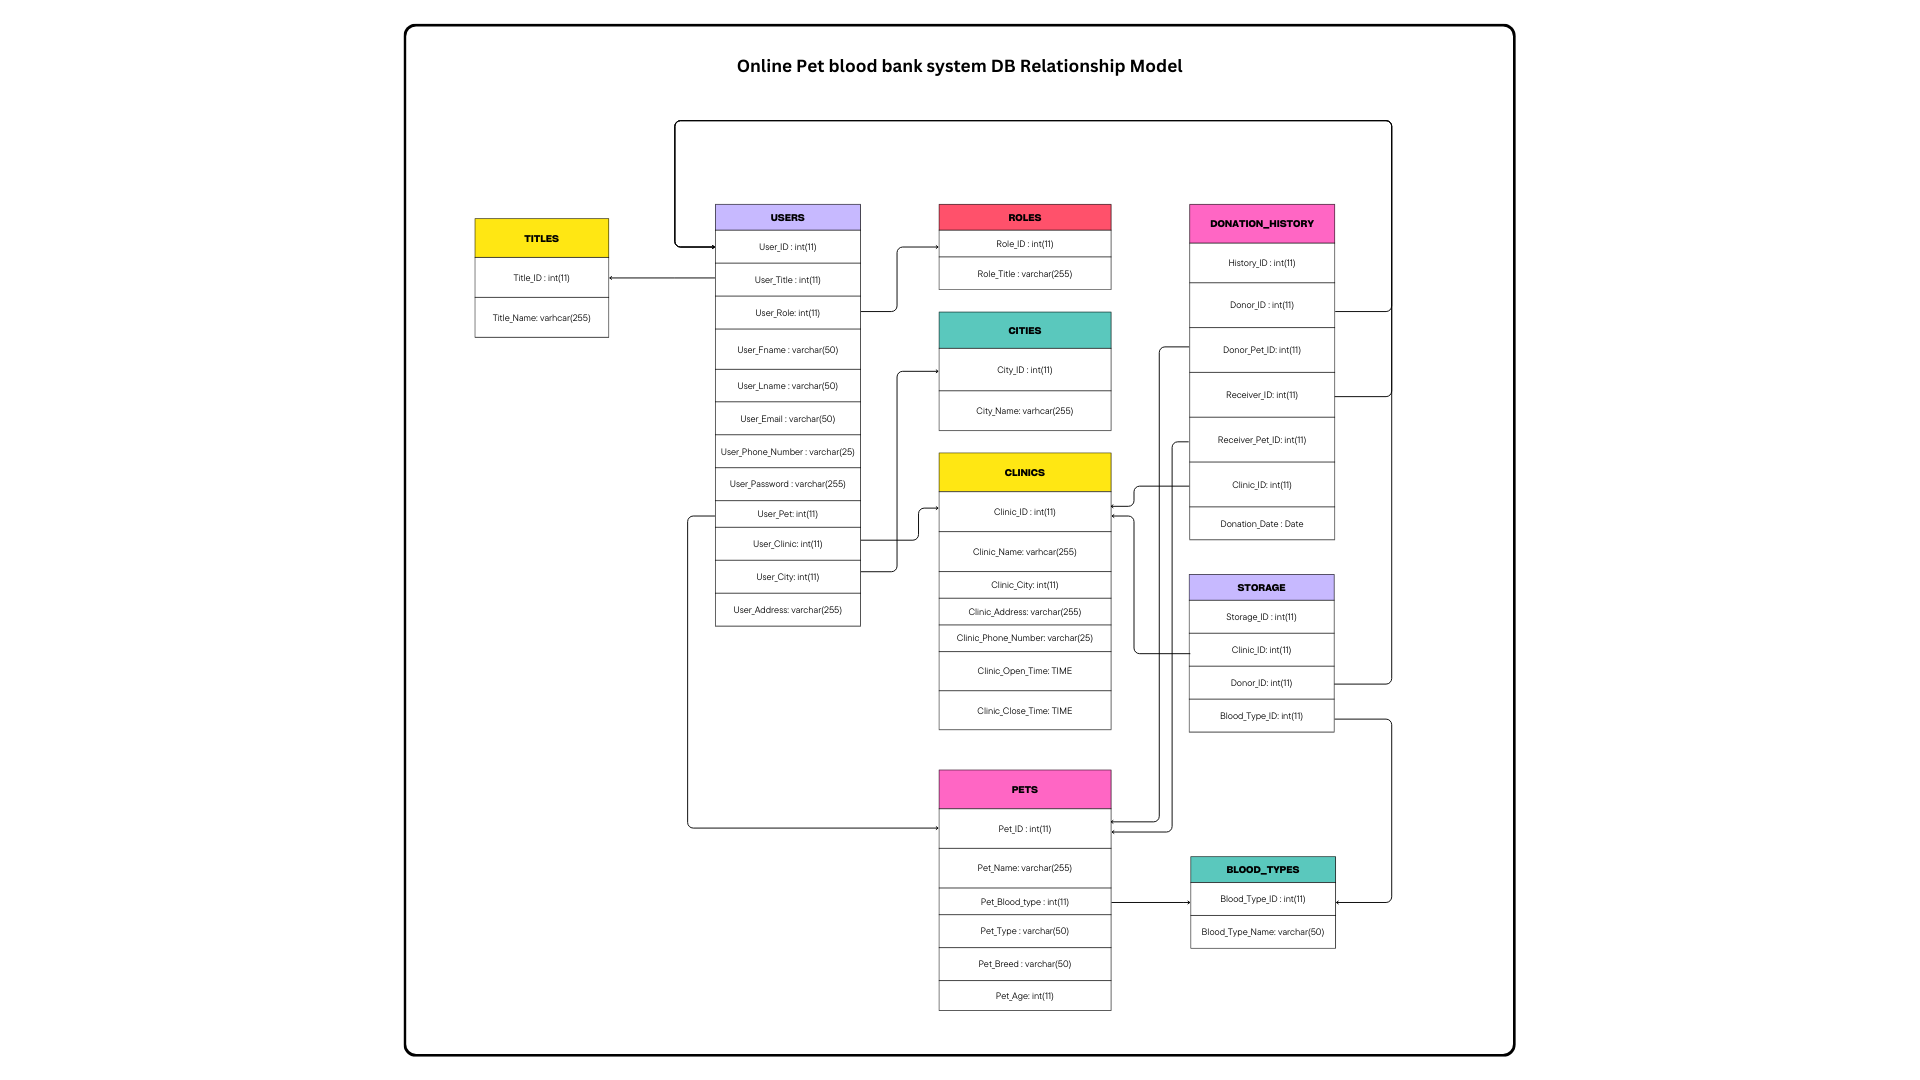 Online Pet blood bank system DB Relationship Model
TITLES
Title_ID : int(11)
Title_Name: varhcar(255)
USERS
User_ID : int(11)
User_Title : int(11)
User_Role: int(11)
User_Fname : varchar(50)
User_Lname : varchar(50)
User_Email : varchar(50)
User_Phone_Number : varchar(25)
User_Password : varchar(255)
User_Pet: int(11)
User_Clinic: int(11)
User_City: int(11)
User_Address: varchar(255)
ROLES
Role_ID : int(11)
Role_Title : varchar(255)
CITIES
City_ID : int(11)
City_Name: varhcar(255)
CLINICS
Clinic_ID : int(11)
Clinic_Name: varhcar(255)
Clinic_City: int(11)
Clinic_Address: varchar(255)
Clinic_Phone_Number: varchar(25)
Clinic_Open_Time: TIME
Clinic_Close_Time: TIME
PETS
Pet_ID : int(11)
Pet_Name: varchar(255)
Pet_Blood_type : int(11)
Pet_Type : varchar(50)
Pet_Breed : varchar(50)
Pet_Age: int(11)
DONATION_HISTORY
History_ID : int(11)
Donor_ID : int(11)
Donor_Pet_ID: int(11)
Receiver_ID: int(11)
Receiver_Pet_ID: int(11)
Clinic_ID: int(11)
Donation_Date : Date
STORAGE
Storage_ID : int(11)
Clinic_ID: int(11)
Donor_ID: int(11)
Blood_Type_ID: int(11)
BLOOD_TYPES
Blood_Type_ID : int(11)
Blood_Type_Name: varchar(50)